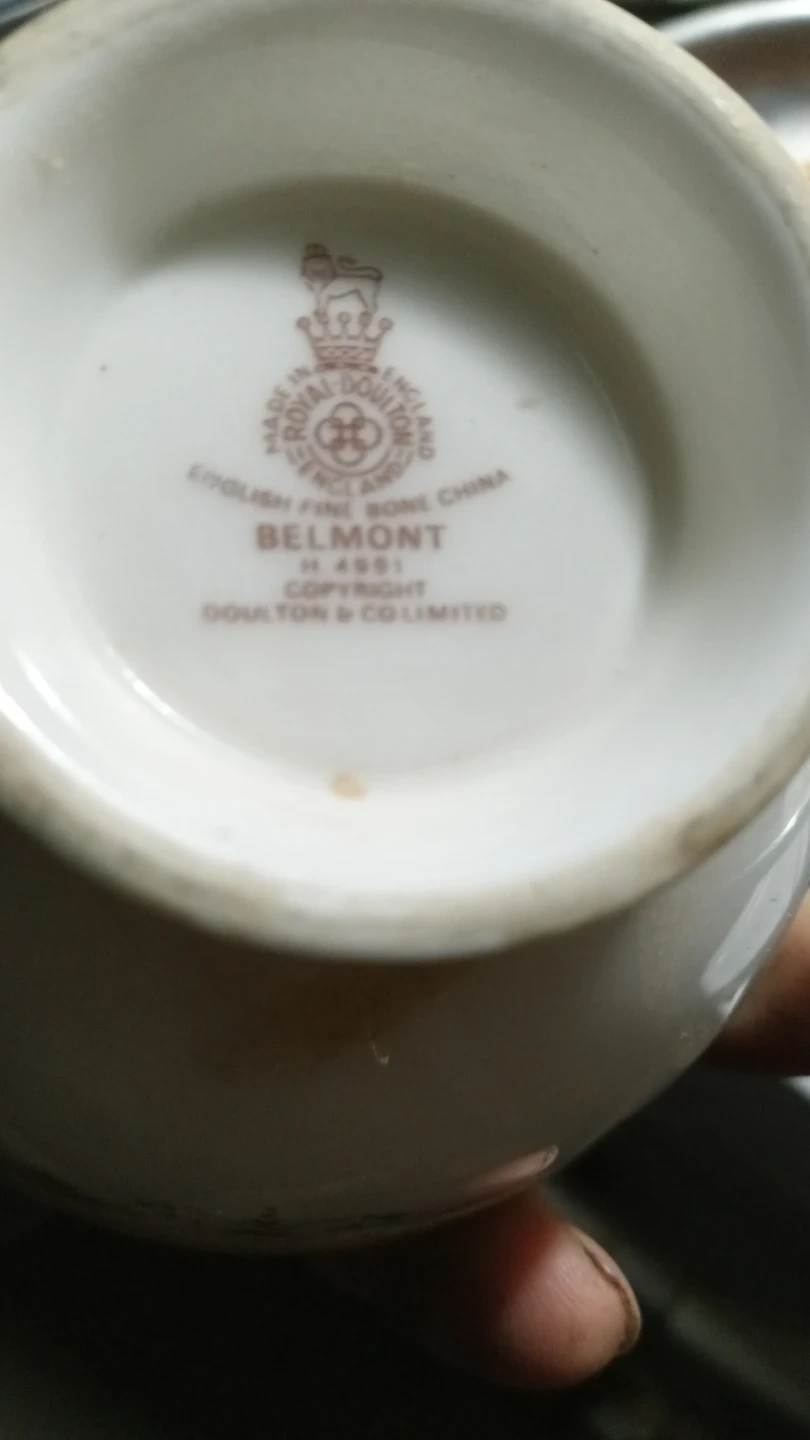 MADE IN ENGLAND
ROYAL DOULTON
ENGLAND
ENGLISH FINE BONE CHINA
BELMONT
H. 4991
COPYRIGHT
DOULTON & CO LIMITED